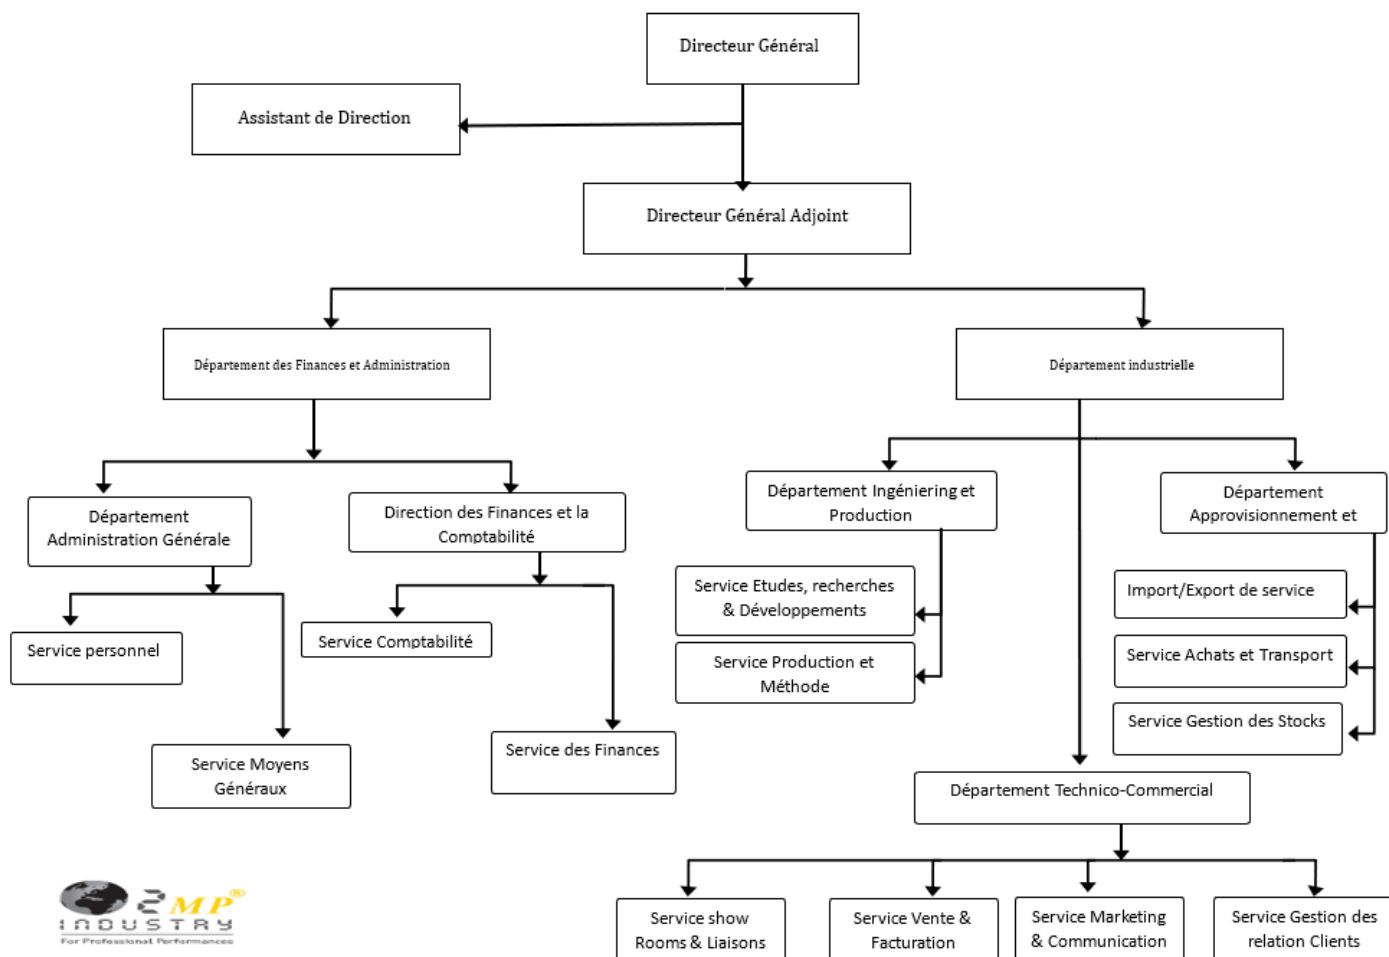 Directeur Général
Assistant de Direction
Directeur Général Adjoint
Département des Finances et Administration
Département industrielle
Département
Administration Générale
Direction des Finances et la
Comptabilité
Département Ingéniering et
Production
Département
Approvisionnement et
Service personnel
Service Moyens
Généraux
Service Comptabilité
Service des Finances
Service Etudes, recherches
& Développements
Service Production et
Méthode
Import/Export de service
Service Achats et Transport
Service Gestion des Stocks
Département Technico-Commercial
Service show
Rooms & Liaisons
Service Vente &
Facturation
Service Marketing
& Communication
Service Gestion des
relation Clients
2MP®
INDUSTRY
For Professional Performances